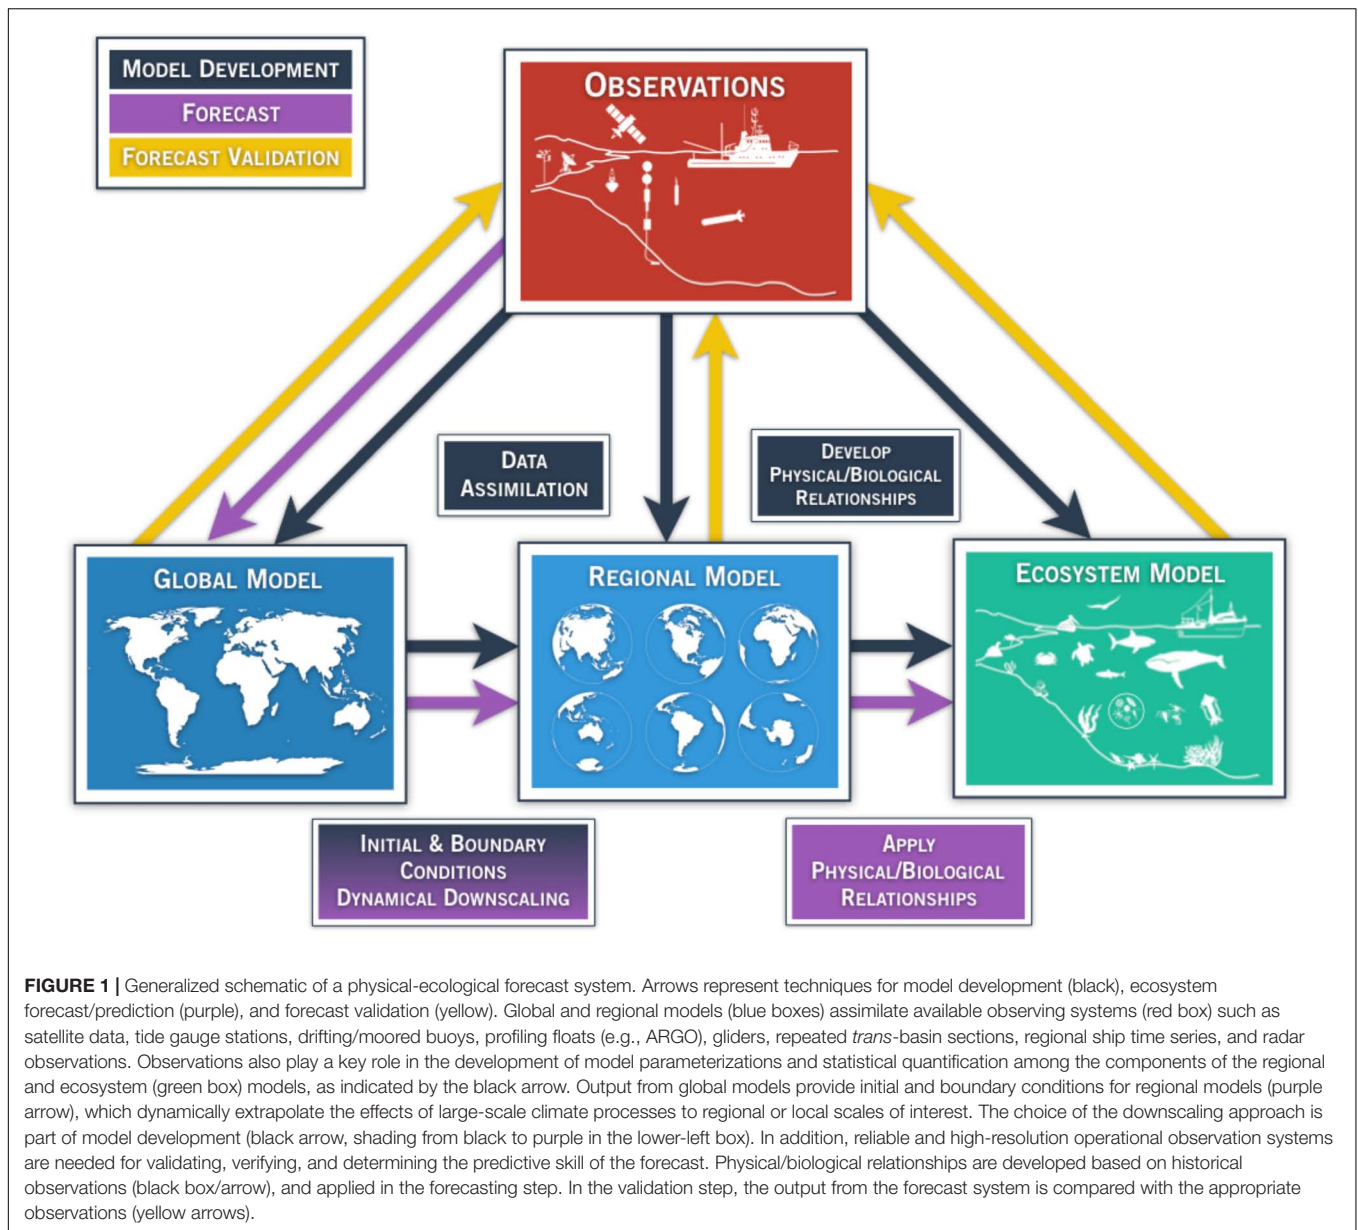 MODEL DEVELOPMENT
FORECAST
FORECAST VALIDATION
OBSERVATIONS
DATA
ASSIMILATION
DEVELOP
PHYSICAL/BIOLOGICAL
RELATIONSHIPS
GLOBAL MODEL
REGIONAL MODEL
ECOSYSTEM MODEL
INITIAL & BOUNDARY
CONDITIONS
DYNAMICAL DOWNSCALING
APPLY
PHYSICAL/BIOLOGICAL
RELATIONSHIPS
FIGURE 1 | Generalized schematic of a physical-ecological forecast system. Arrows represent techniques for model development (black), ecosystem
forecast/prediction (purple), and forecast validation (yellow). Global and regional models (blue boxes) assimilate available observing systems (red box) such as
satellite data, tide gauge stations, drifting/moored buoys, profiling floats (e.g., ARGO), gliders, repeated trans-basin sections, regional ship time series, and radar
observations. Observations also play a key role in the development of model parameterizations and statistical quantification among the components of the regional
and ecosystem (green box) models, as indicated by the black arrow. Output from global models provide initial and boundary conditions for regional models (purple
arrow), which dynamically extrapolate the effects of large-scale climate processes to regional or local scales of interest. The choice of the downscaling approach is
part of model development (black arrow, shading from black to purple in the lower-left box). In addition, reliable and high-resolution operational observation systems
are needed for validating, verifying, and determining the predictive skill of the forecast. Physical/biological relationships are developed based on historical
observations (black box/arrow), and applied in the forecasting step. In the validation step, the output from the forecast system is compared with the appropriate
observations (yellow arrows).